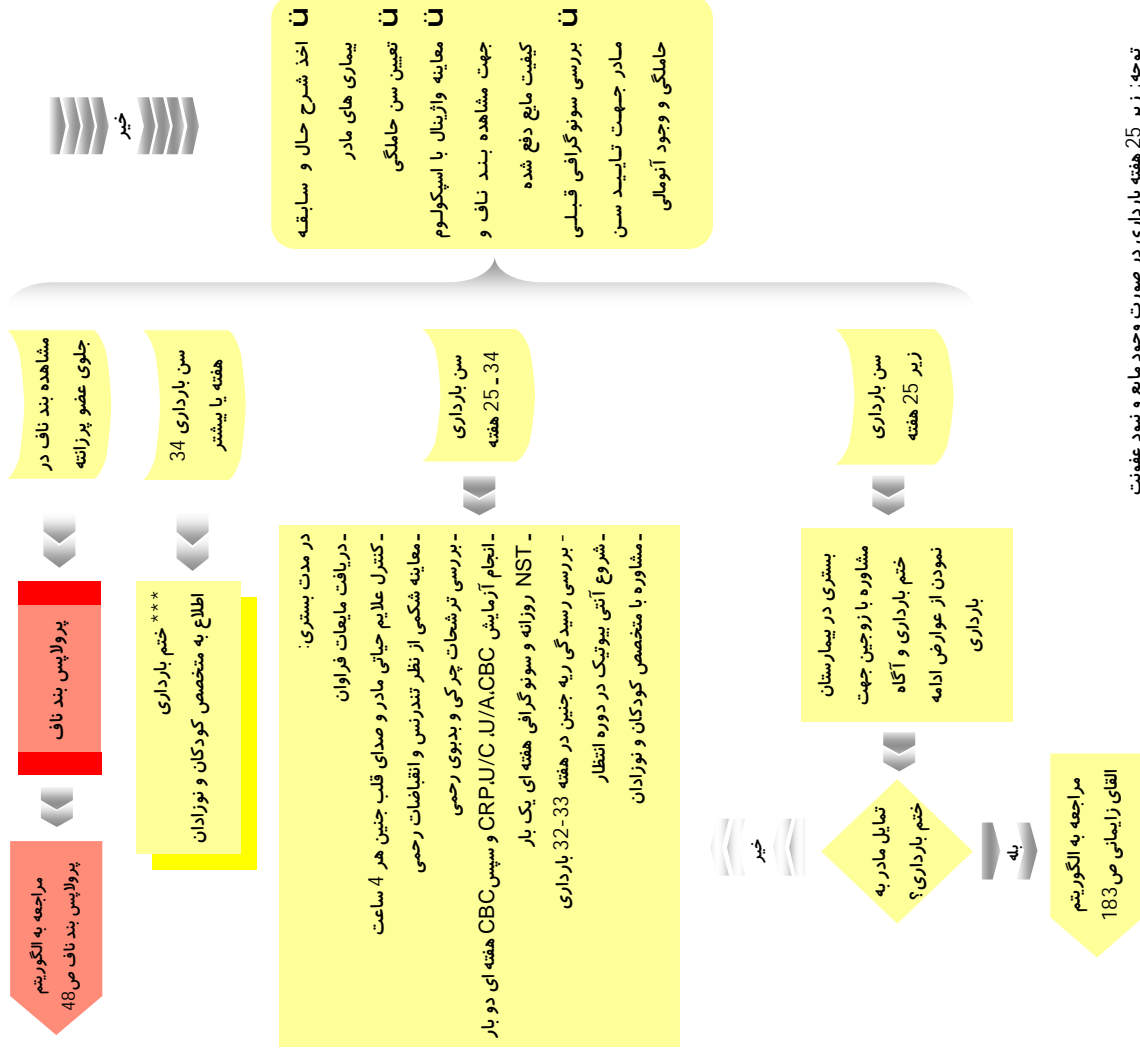 خیر
ü اخذ شرح حال و سابقه
بیماری های مادر
ü تعیین سن حاملگی
ü معاینه واژینال با اسپکولوم
جهت مشاهده بند ناف و
کیفیت مایع دفع شده
ü بررسی سونوگرافی قبلی
مادر جهت تایید سن
حاملگی و وجود آنومالی
مشاهده بند ناف در
جلوی عضو پرزانته
پرولاپس بند ناف
مراجعه به الگوریتم
پرولاپس بند ناف ص48
سن بارداری 34
هفته یا بیشتر
*** ختم بارداری
اطلاع به متخصص کودکان و نوزادان
سن بارداری
34 ـ 25 هفته
در مدت بستری:
ـ دریافت مایعات فراوان
ـ کنترل علایم حیاتی مادر و صدای قلب جنین هر 4 ساعت
ـ معاینه شکمی از نظر تندرنس و انقباضات رحمی
ـ بررسی ترشحات چرکی و بدبوی رحمی
ـ انجام آزمایش CRP،U/C ،U/A،CBC و سپس CBC هفته ای دو بار
ـ NST روزانه و سونوگرافی هفته ای یک بار
- بررسی رسیدگی ریه جنین در هفته 33-32 بارداری
ـ شروع آنتی بیوتیک در دوره انتظار
ـ مشاوره با متخصص کودکان و نوزادان
سن بارداری
زیر 25 هفته
بستری در بیمارستان
مشاوره با زوجین جهت
ختم بارداری و آگاه
نمودن از عوارض ادامه
بارداری
تمایل مادر به
ختم بارداری؟
خیر
بله
مراجعه به الگوریتم
القای زایمانی ص 183
توجه: زیر 25 هفته بارداری در صورت وجود مایع و نبود عفونت